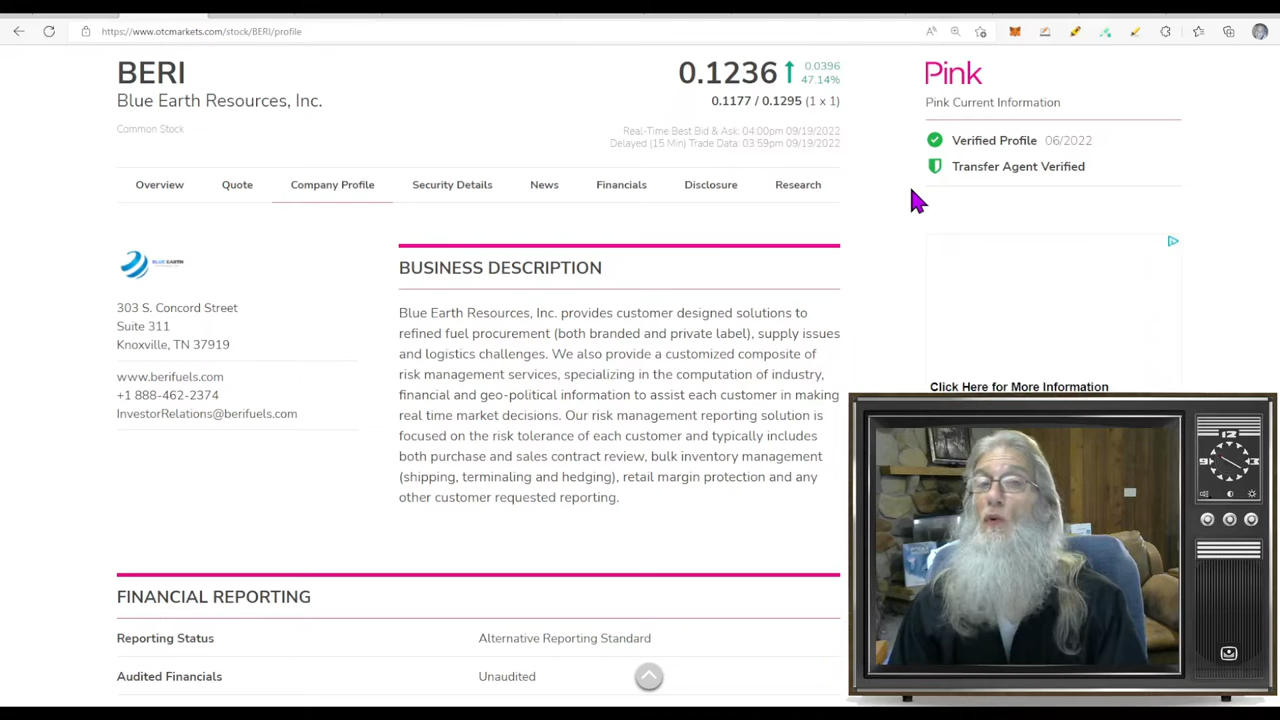 https://www.otcmarkets.com/stock/BERI/profile
BERI
Blue Earth Resources, Inc.
Common Stock
0.1236
0.0396
47.14%
0.1177 / 0.1295 (1 x 1)
Real-Time Best Bid & Ask: 04:00pm 09/19/2022
Delayed (15 Min) Trade Data: 03:59pm 09/19/2022
Pink
Pink Current Information
Verified Profile 06/2022
Transfer Agent Verified
Overview Quote Company Profile Security Details News Financials Disclosure Research
BLUE EARTH
303 S. Concord Street
Suite 311
Knoxville, TN 37919
www.berifuels.com
+1 888-462-2374
InvestorRelations@berifuels.com
BUSINESS DESCRIPTION
Blue Earth Resources, Inc. provides customer designed solutions to
refined fuel procurement (both branded and private label), supply issues
and logistics challenges. We also provide a customized composite of
risk management services, specializing in the computation of industry,
financial and geo-political information to assist each customer in making
real time market decisions. Our risk management reporting solution is
focused on the risk tolerance of each customer and typically includes
both purchase and sales contract review, bulk inventory management
(shipping, terminaling and hedging), retail margin protection and any
other customer requested reporting.
Click Here for More Information
12
9
3
FINANCIAL REPORTING
Reporting Status Alternative Reporting Standard
Audited Financials Unaudited